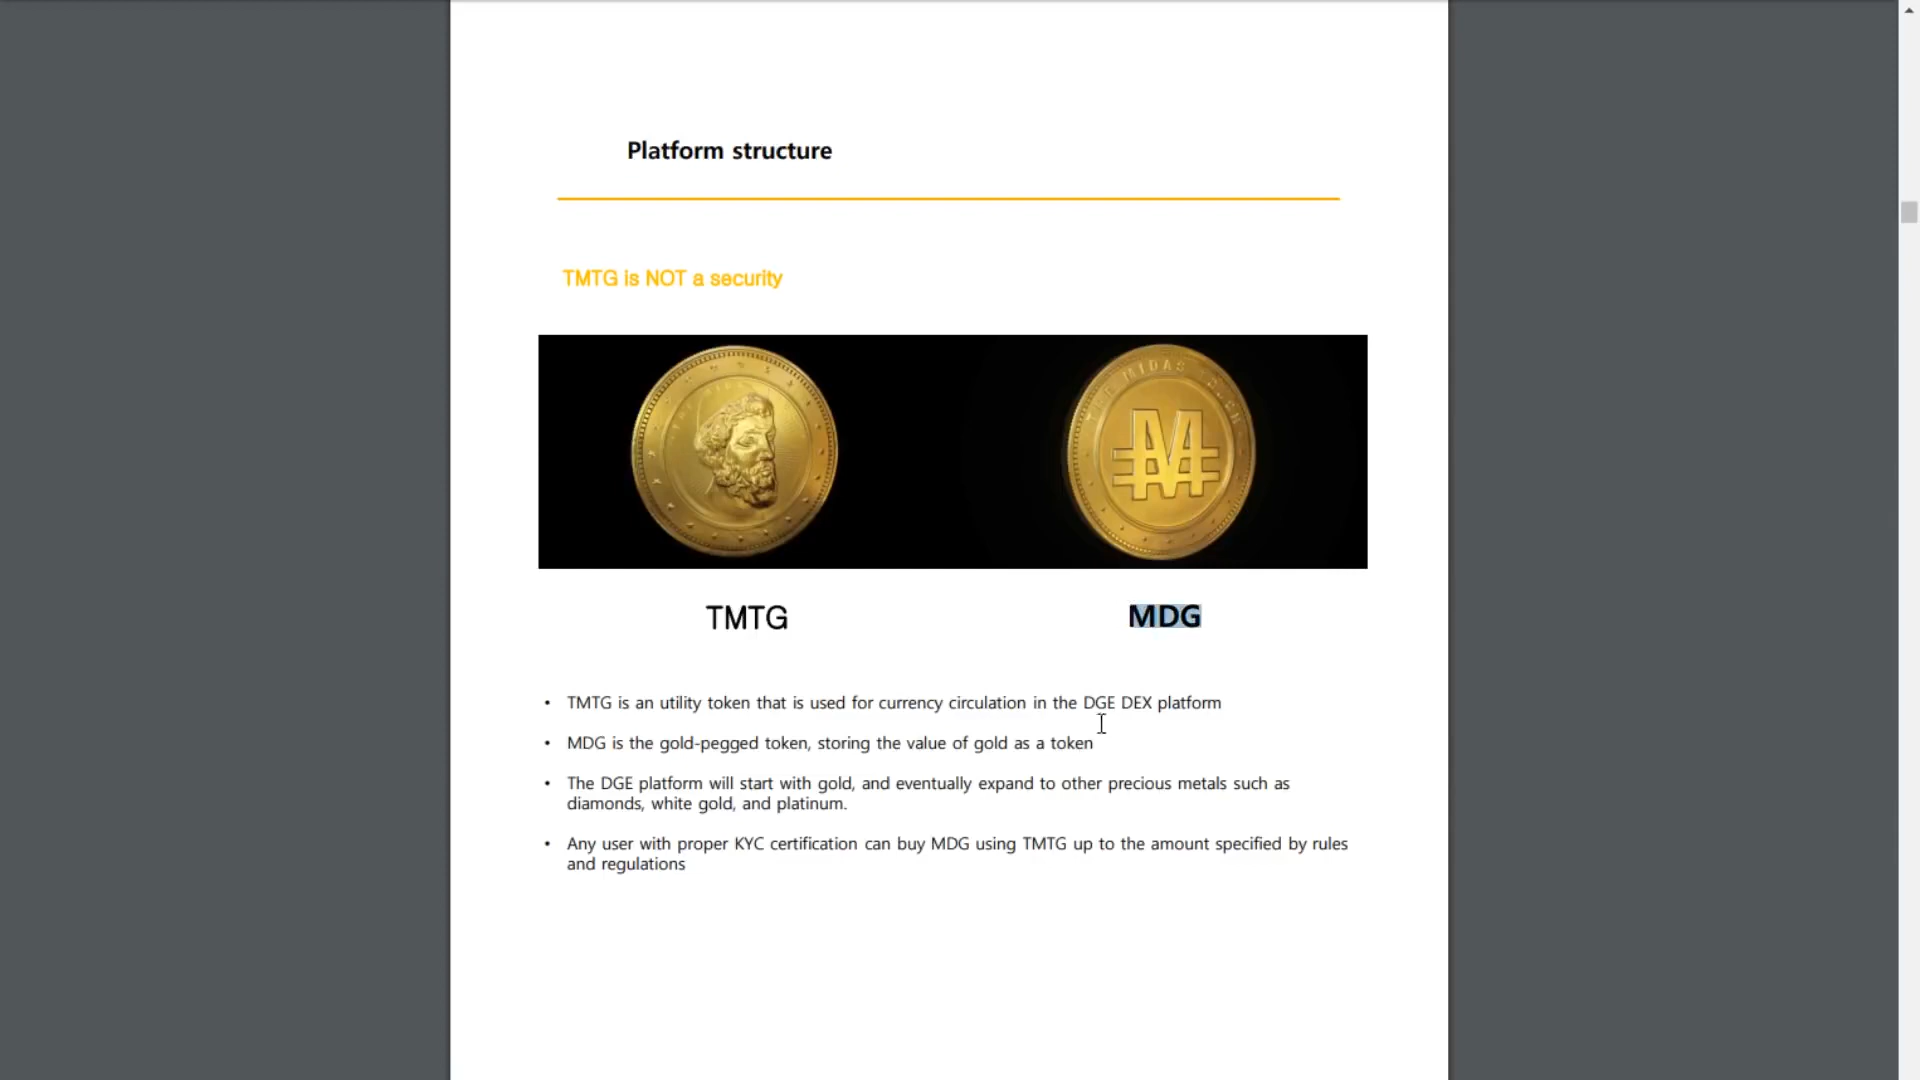 Platform structure
TMTG is NOT a security
THE MIDAS TOUCH
TMTG
MDG
• TMTG is an utility token that is used for currency circulation in the DGE DEX platform
• MDG is the gold-pegged token, storing the value of gold as a token
• The DGE platform will start with gold, and eventually expand to other precious metals such as
diamonds, white gold, and platinum.
• Any user with proper KYC certification can buy MDG using TMTG up to the amount specified by rules
and regulations